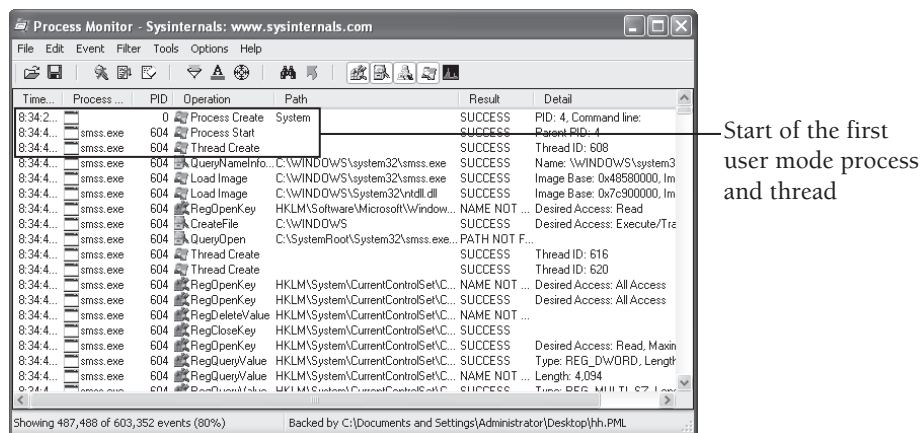 Process Monitor - Sysinternals: www.sysinternals.com
File Edit Event Filter Tools Options Help
Time... Process ... PID Operation Path Result Detail
8:34:2... 0 Process Create System SUCCESS PID: 4, Command line:
8:34:4... smss.exe 604 Process Start SUCCESS Parent PID: 4
8:34:4... smss.exe 604 Thread Create SUCCESS Thread ID: 608
8:34:4... smss.exe 604 QueryNameInfo... C:\WINDOWS\system32\smss.exe SUCCESS Name: \WINDOWS\system3
8:34:4... smss.exe 604 Load Image C:\WINDOWS\system32\smss.exe SUCCESS Image Base: 0x48580000, Im
8:34:4... smss.exe 604 Load Image C:\WINDOWS\System32\ntdll.dll SUCCESS Image Base: 0x7c900000, Im
8:34:4... smss.exe 604 RegOpenKey HKLM\Software\Microsoft\Window... NAME NOT ... Desired Access: Read
8:34:4... smss.exe 604 CreateFile C:\WINDOWS SUCCESS Desired Access: Execute/Tra
8:34:4... smss.exe 604 QueryOpen C:\SystemRoot\System32\smss.exe... PATH NOT F...
8:34:4... smss.exe 604 Thread Create SUCCESS Thread ID: 616
8:34:4... smss.exe 604 Thread Create SUCCESS Thread ID: 620
8:34:4... smss.exe 604 RegOpenKey HKLM\System\CurrentControlSet\C... NAME NOT ... Desired Access: All Access
8:34:4... smss.exe 604 RegOpenKey HKLM\System\CurrentControlSet\C... SUCCESS Desired Access: All Access
8:34:4... smss.exe 604 RegDeleteValue HKLM\System\CurrentControlSet\C... NAME NOT ...
8:34:4... smss.exe 604 RegCloseKey HKLM\System\CurrentControlSet\C... SUCCESS
8:34:4... smss.exe 604 RegOpenKey HKLM\System\CurrentControlSet\C... SUCCESS Desired Access: Read, Maxin
8:34:4... smss.exe 604 RegQueryValue HKLM\System\CurrentControlSet\C... SUCCESS Type: REG_DWORD, Length
8:34:4... smss.exe 604 RegQueryValue HKLM\System\CurrentControlSet\C... NAME NOT ... Length: 4,094
8:34:4... smss.exe 604 RegQueryValue HKLM\System\CurrentControlSet\C... SUCCESS Type: REG_MULTI_SZ, Leng
Showing 487,488 of 603,352 events (80%) Backed by C:\Documents and Settings\Administrator\Desktop\hh.PML
Start of the first
user mode process
and thread